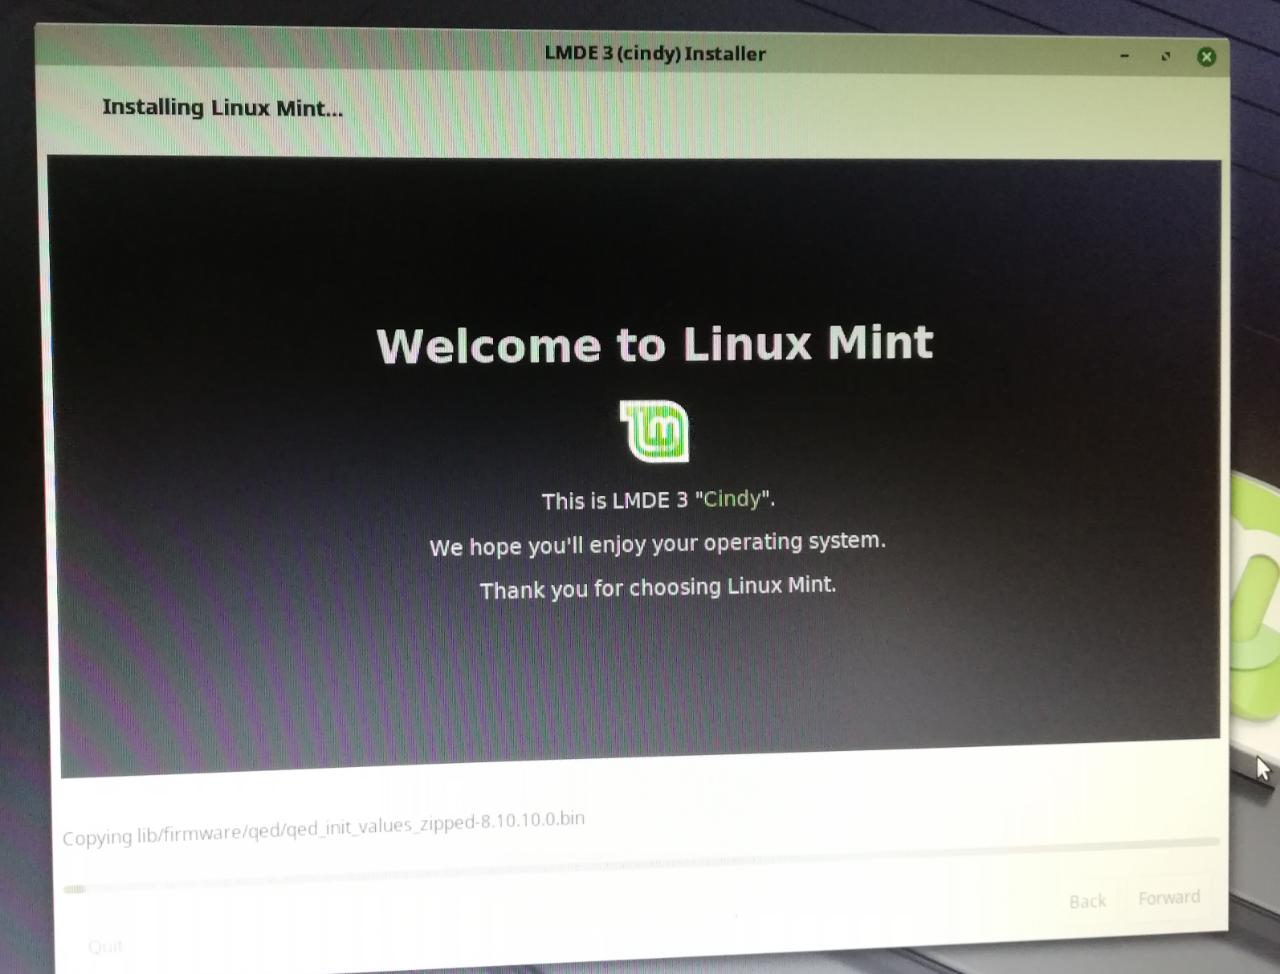 LMDE 3 (cindy) Installer
Installing Linux Mint...
Welcome to Linux Mint
lm
This is LMDE 3 "Cindy".
We hope you'll enjoy your operating system.
Thank you for choosing Linux Mint.
Copying lib/firmware/qed/qed_init_values_zipped-8.10.10.0.bin
Back
Forward
Quit